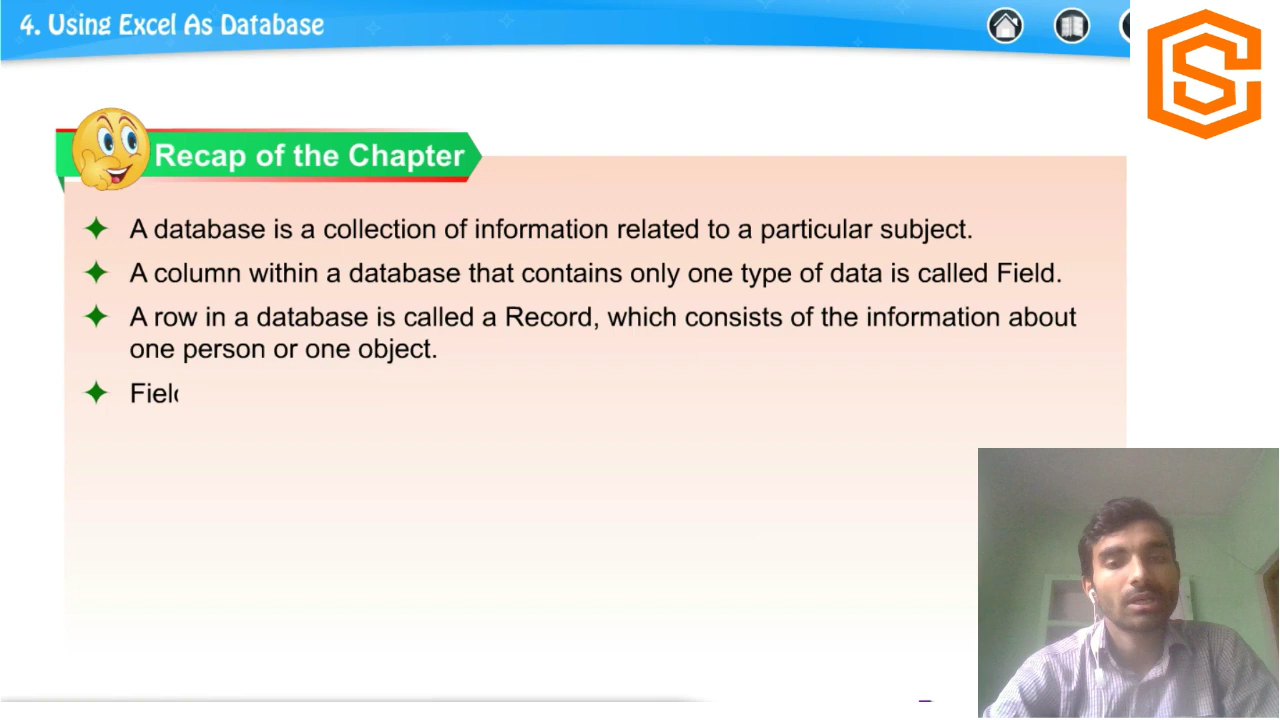 4. Using Excel As Database
Recap of the Chapter
A database is a collection of information related to a particular subject.
A column within a database that contains only one type of data is called Field.
A row in a database is called a Record, which consists of the information about
one person or one object.